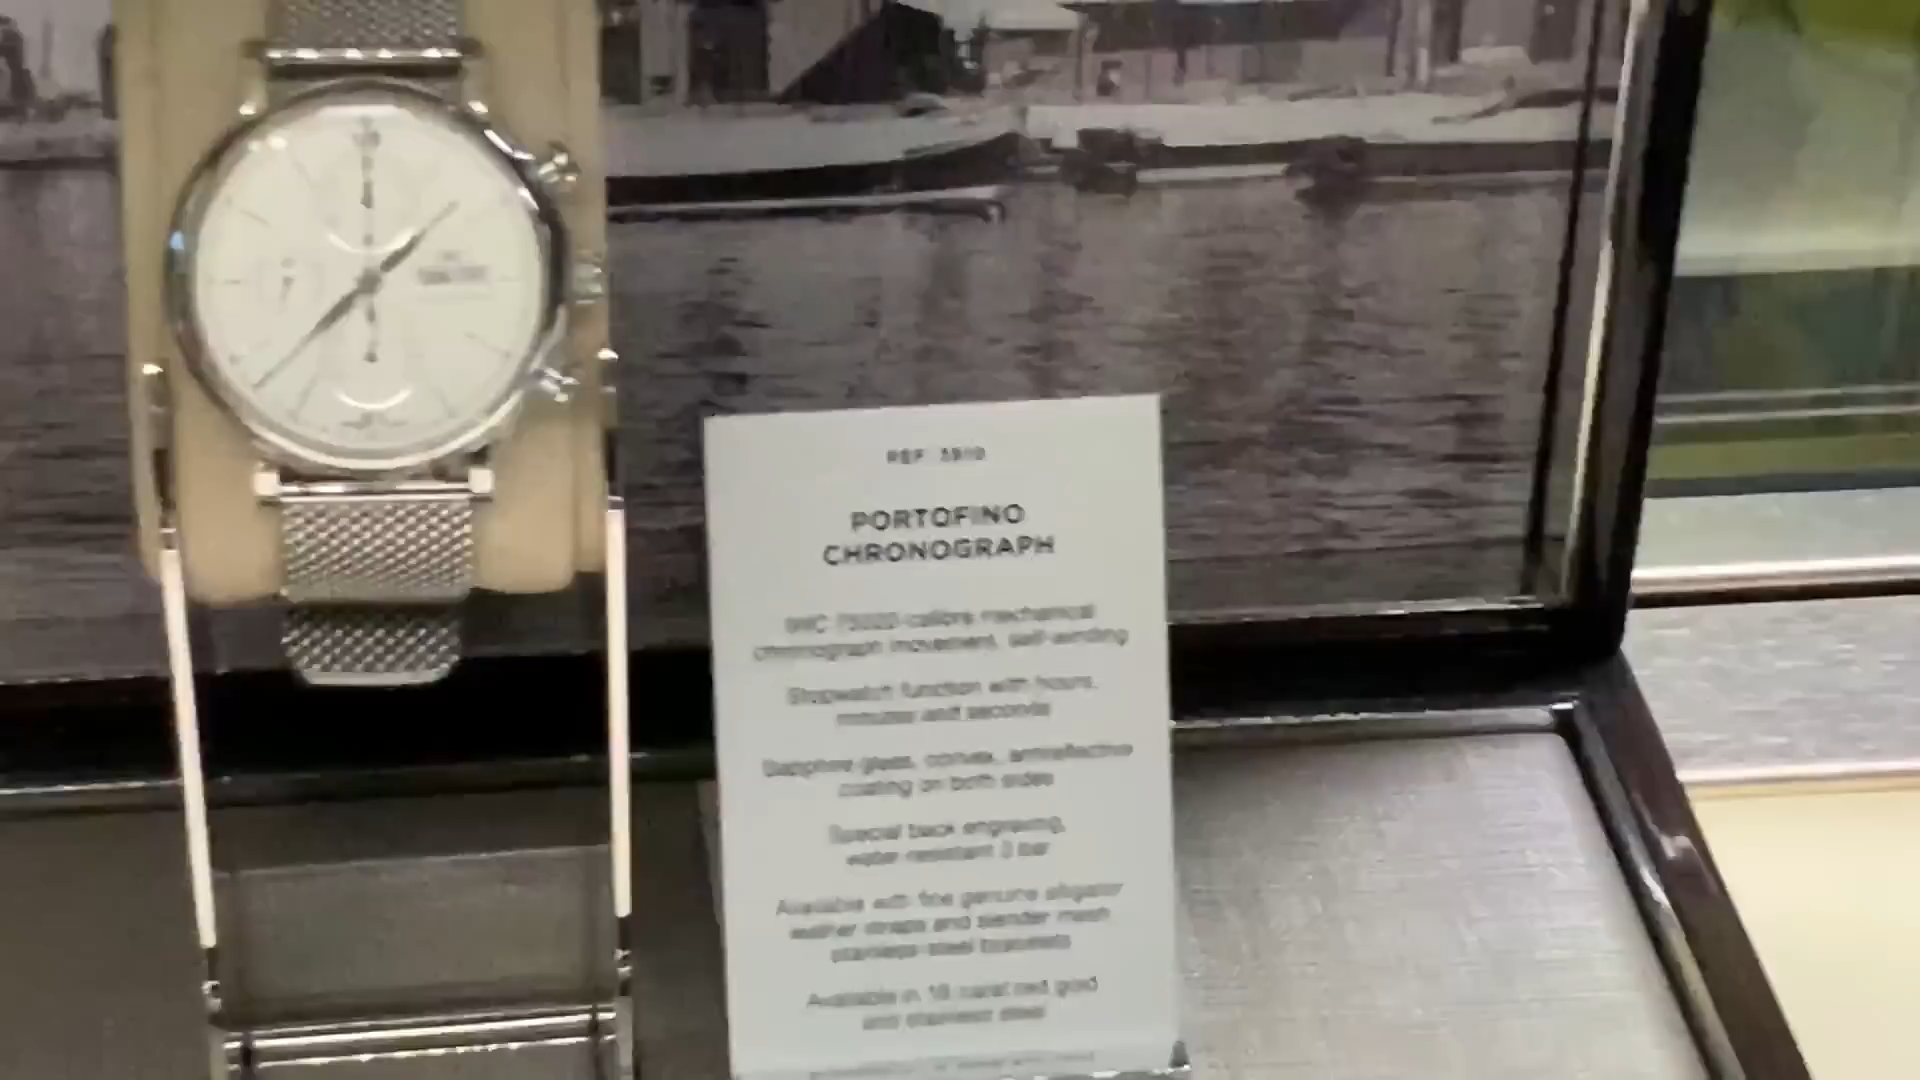 REF. 3910
PORTOFINO
CHRONOGRAPH
IWC calibre mechanical
chronograph movement, self-winding
Stopwatch function with hours,
minutes and seconds
Sapphire glass, convex, antireflective
coating on both sides
Special back engraving,
water-resistant 3 bar
Available with fine genuine alligator
leather straps and slender mesh
stainless-steel bracelets
Available in 18 carat red gold
and stainless steel